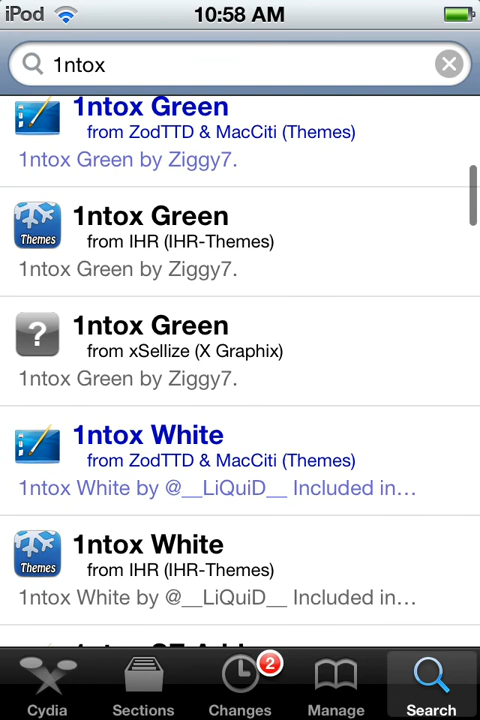 iPod 10:58 AM
1ntox
1ntox Green
from ZodTTD & MacCiti (Themes)
1ntox Green by Ziggy7.
1ntox Green
Themes
from IHR (IHR-Themes)
1ntox Green by Ziggy7.
1ntox Green
?
from xSellize (X Graphix)
1ntox Green by Ziggy7.
1ntox White
from ZodTTD & MacCiti (Themes)
1ntox White by @__LiQuiD__ Included in…
1ntox White
Themes
from IHR (IHR-Themes)
1ntox White by @__LiQuiD__ Included in…
2
Cydia Sections Changes Manage Search